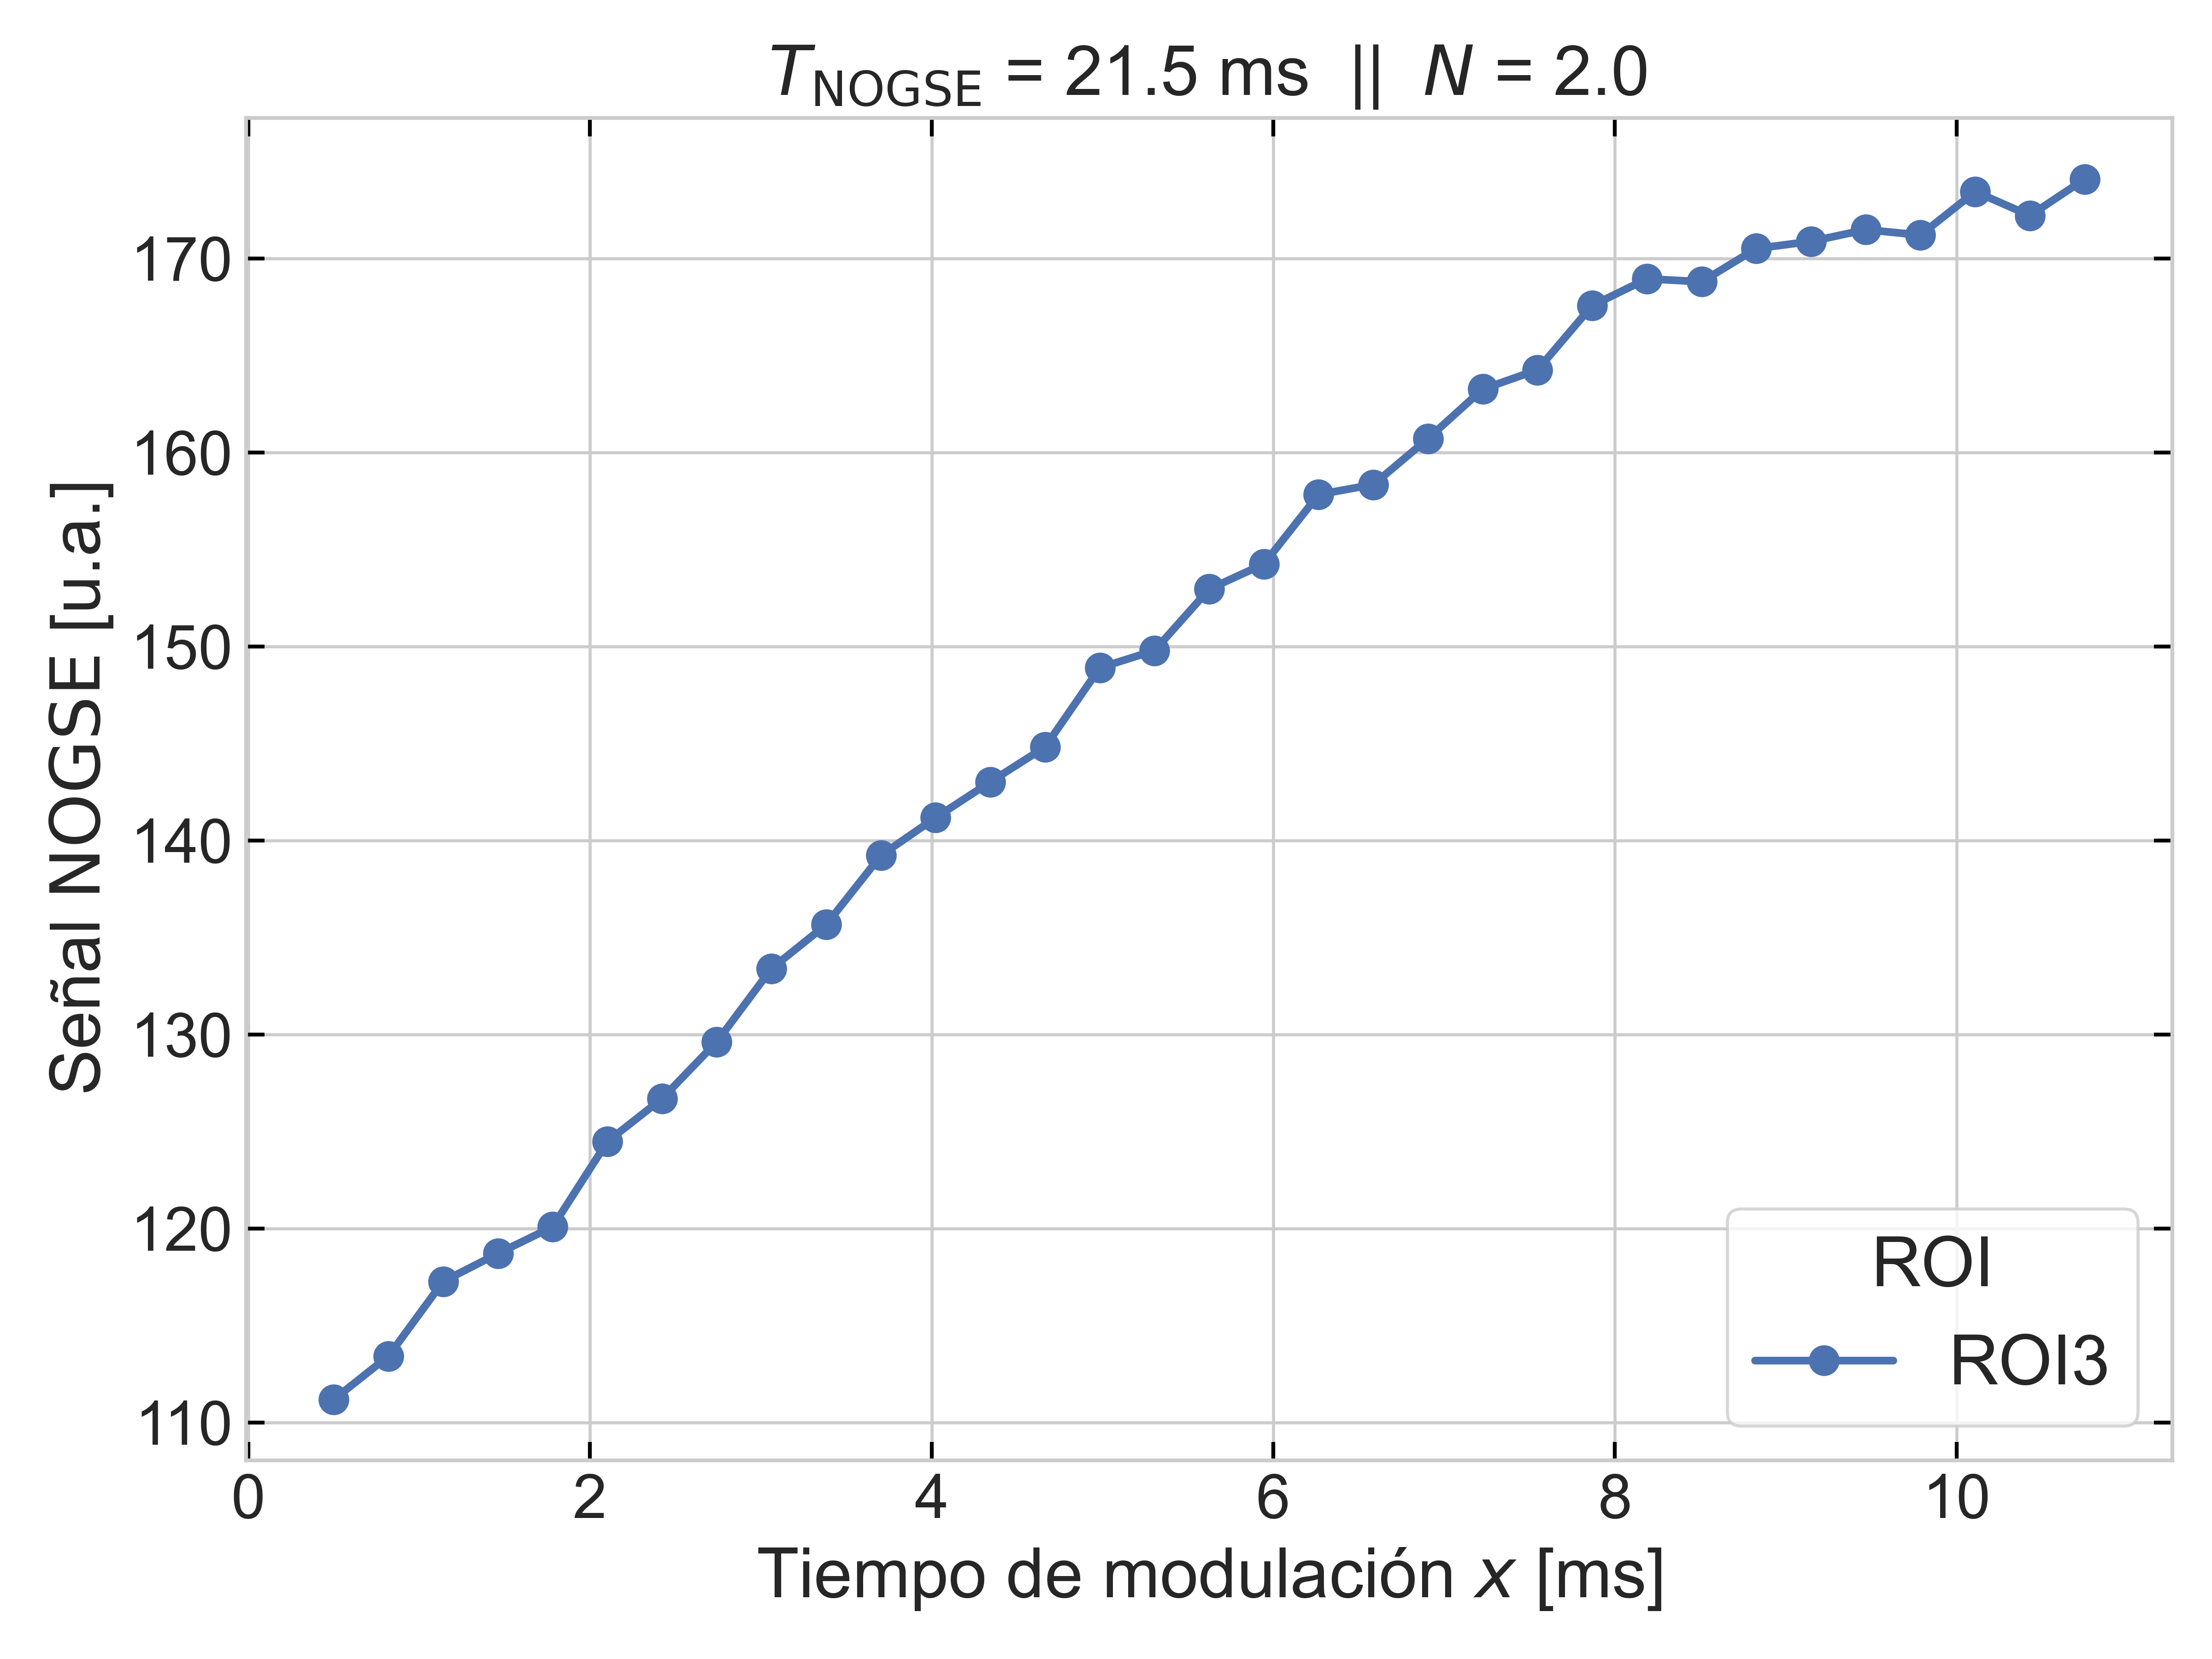 T_NOGSE = 21.5 ms || N = 2.0
Señal NOGSE [u.a.]
170
160
150
140
130
120
110
0 2 4 6 8 10
Tiempo de modulación x [ms]
ROI
ROI3